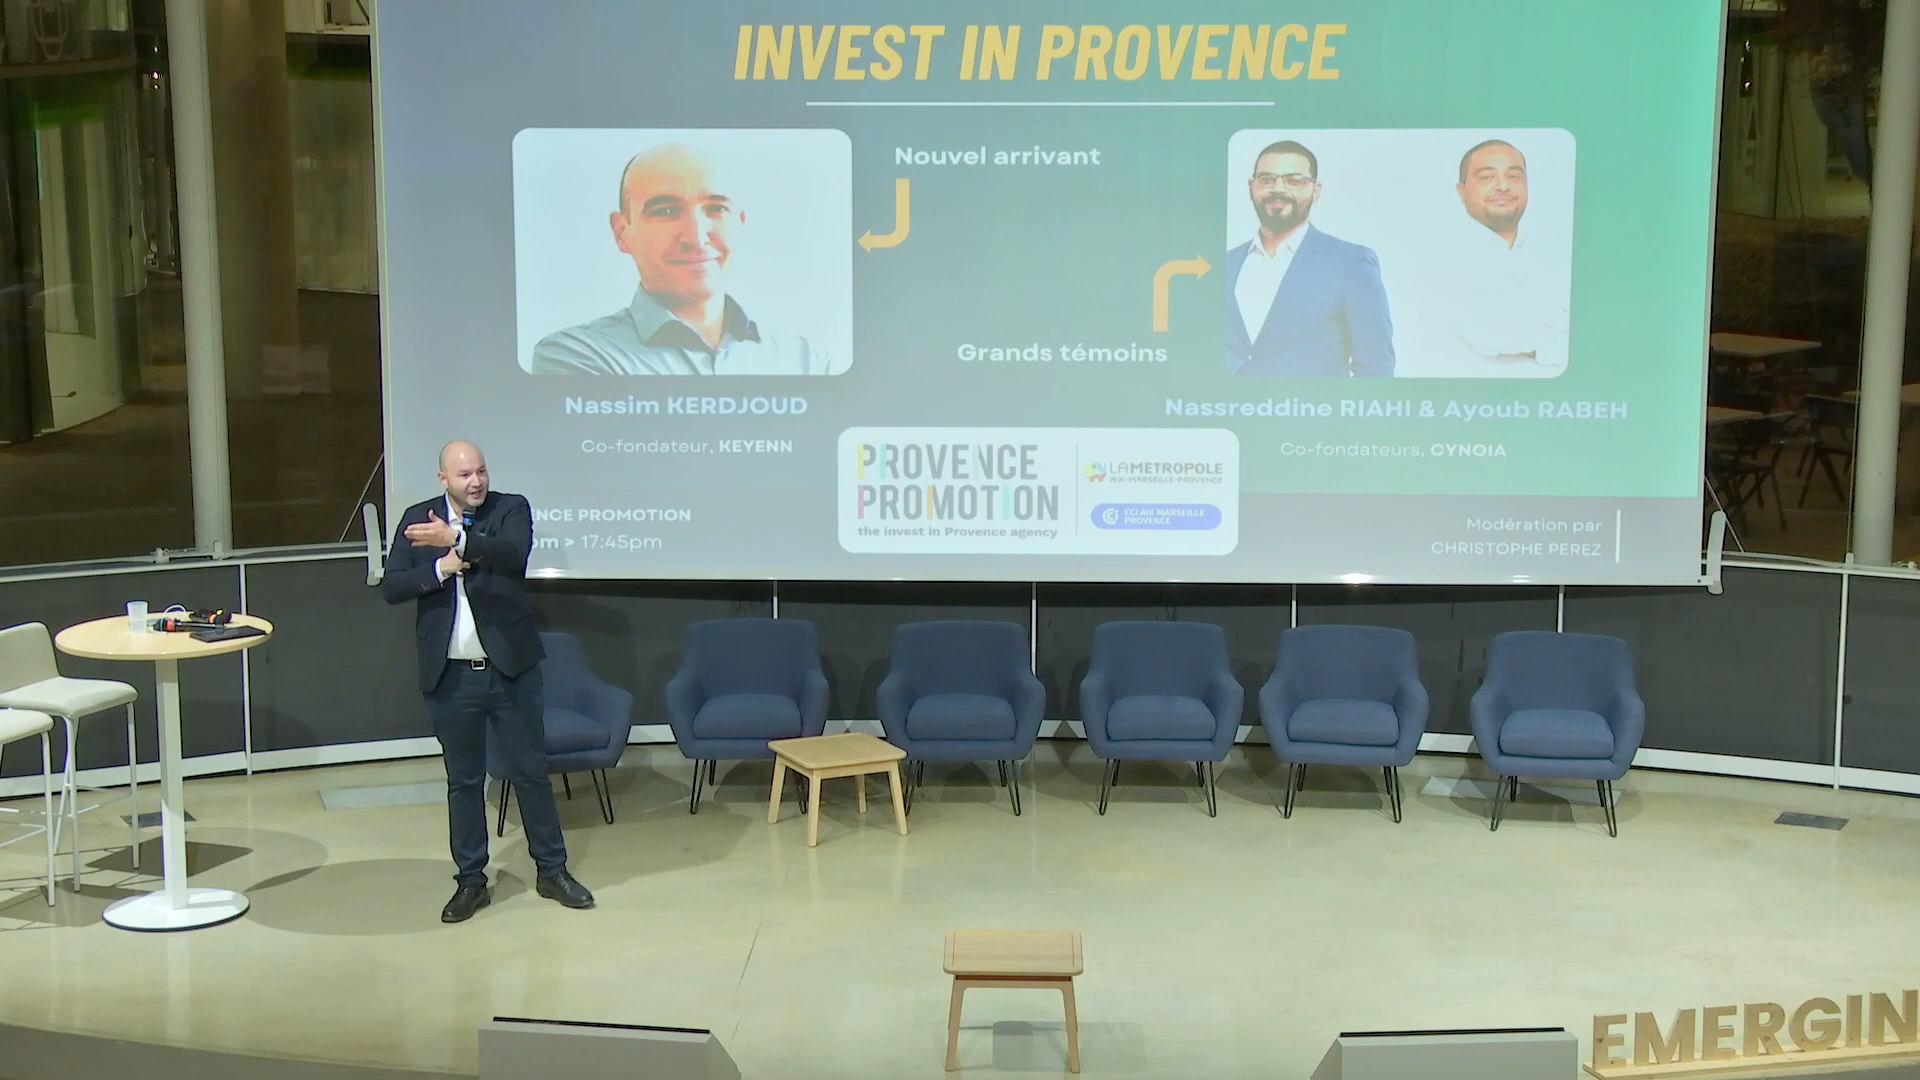 INVEST IN PROVENCE
Nouvel arrivant
Grands témoins
Nassim KERDJOUD
Co-fondateur, KEYENN
Nassreddine RIAHI & Ayoub RABEH
Co-fondateurs, CYNOIA
PROVENCE
PROMOTION
the invest in Provence agency
LAMETROPOLE
AIX-MARSEILLE-PROVENCE
CCI AIX MARSEILLE
PROVENCE
ENCE PROMOTION
pm > 17:45pm
Modération par
CHRISTOPHE PEREZ
EMERGIN